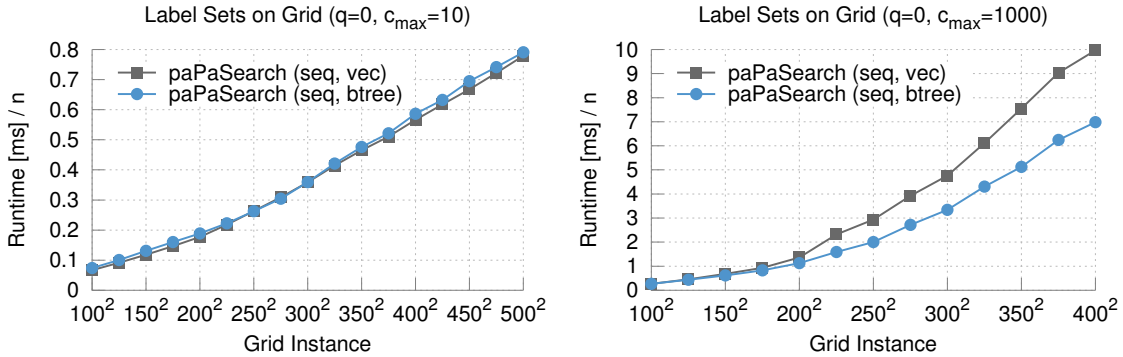 Label Sets on Grid (q=0, c_max=10)
Runtime [ms] / n
0.8
0.7
0.6
0.5
0.4
0.3
0.2
0.1
0
paPaSearch (seq, vec)
paPaSearch (seq, btree)
100² 150² 200² 250² 300² 350² 400² 450² 500²
Grid Instance
Label Sets on Grid (q=0, c_max=1000)
Runtime [ms] / n
10
9
8
7
6
5
4
3
2
1
0
paPaSearch (seq, vec)
paPaSearch (seq, btree)
100² 150² 200² 250² 300² 350² 400²
Grid Instance